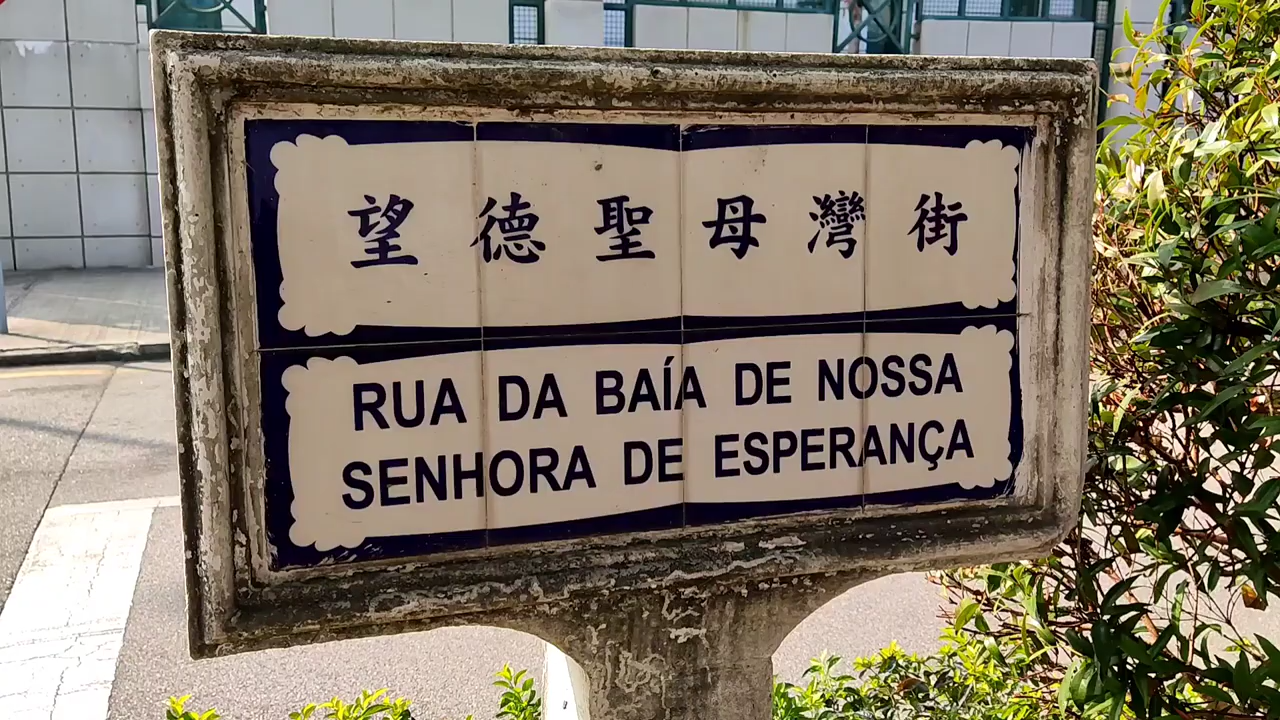 望德聖母灣街
RUA DA BAÍA DE NOSSA
SENHORA DE ESPERANÇA